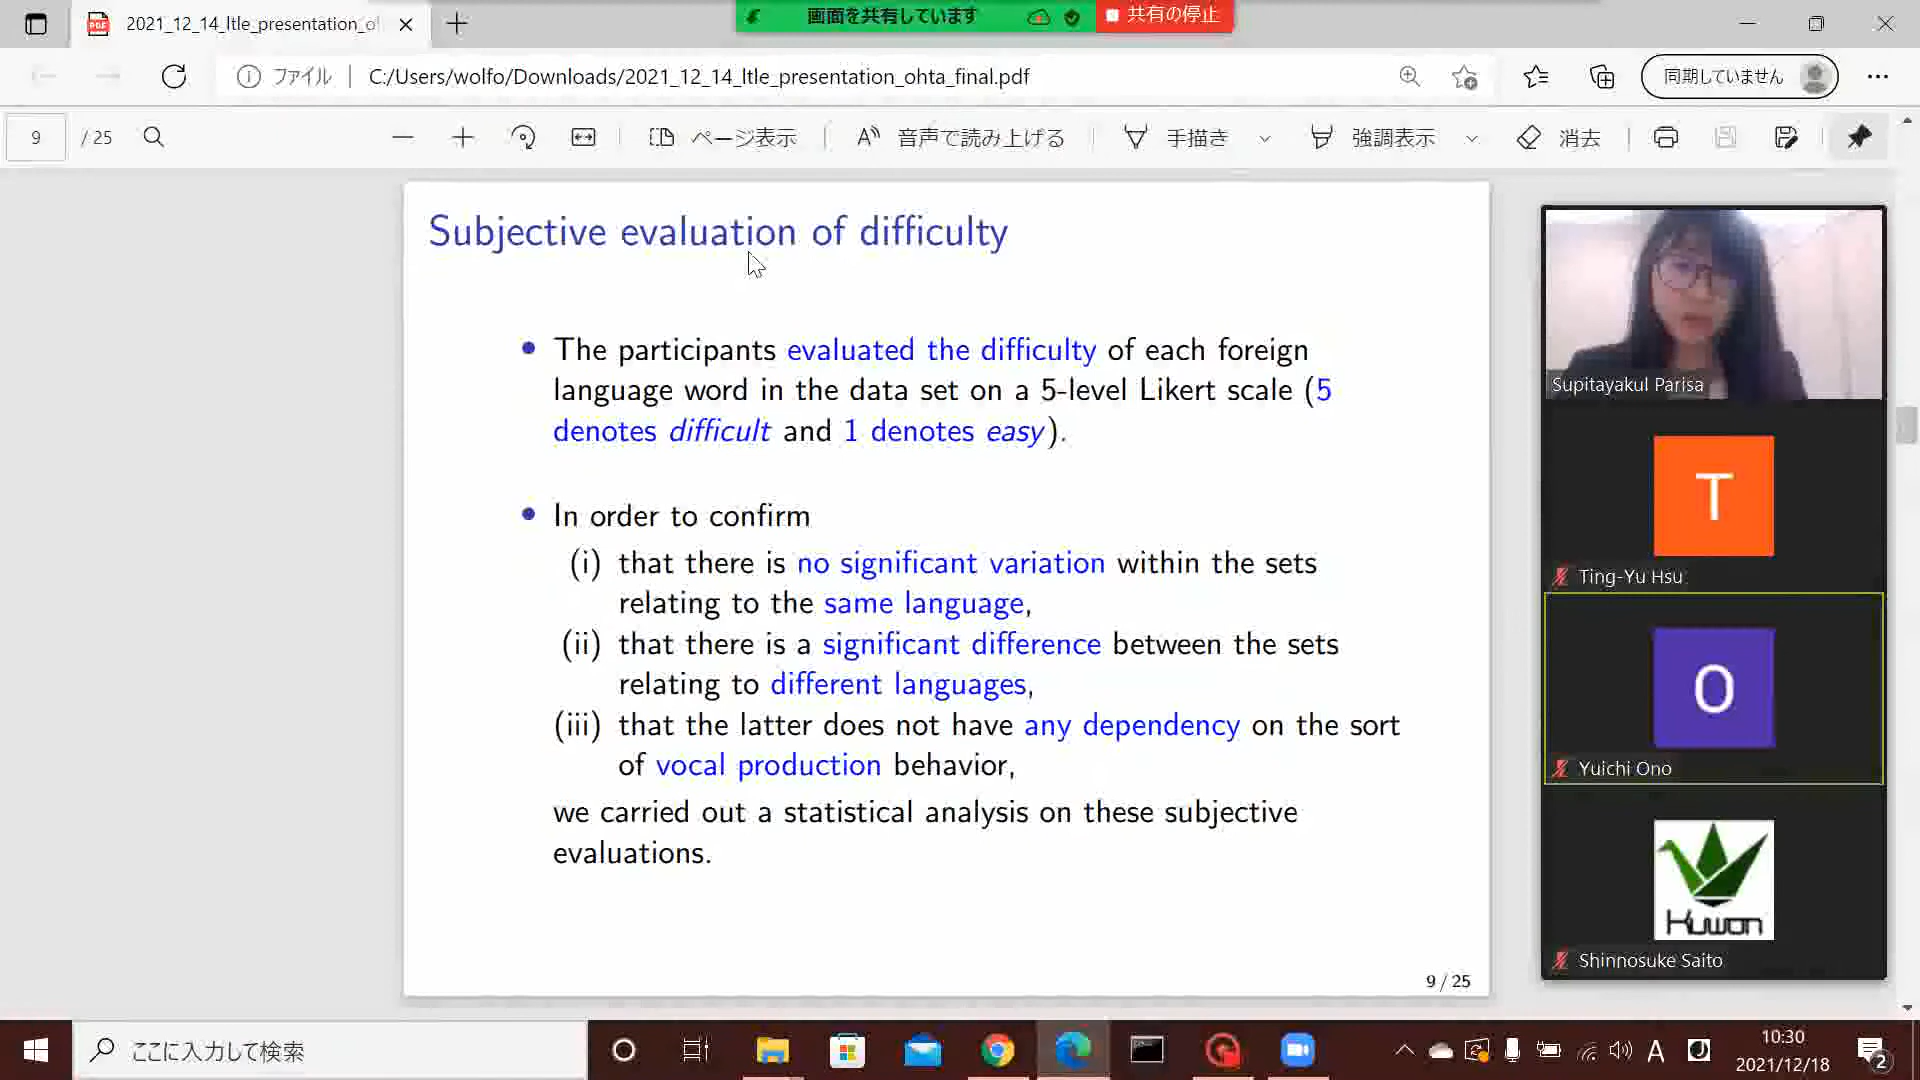 2021_12_14_ltle_presentation_o
画面を共有しています
共有の停止
ファイル
C:/Users/wolfo/Downloads/2021_12_14_ltle_presentation_ohta_final.pdf
同期していません
9
/ 25
ページ表示
音声で読み上げる
手描き
強調表示
消去
Subjective evaluation of difficulty
• The participants evaluated the difficulty of each foreign
language word in the data set on a 5-level Likert scale (5
denotes difficult and 1 denotes easy).
• In order to confirm
(i) that there is no significant variation within the sets
relating to the same language,
(ii) that there is a significant difference between the sets
relating to different languages,
(iii) that the latter does not have any dependency on the sort
of vocal production behavior,
we carried out a statistical analysis on these subjective
evaluations.
9 / 25
Supitayakul Parisa
T
Ting-Yu Hsu
O
Yuichi Ono
Kuwon
Shinnosuke Saito
ここに入力して検索
A
10:30
2021/12/18
2